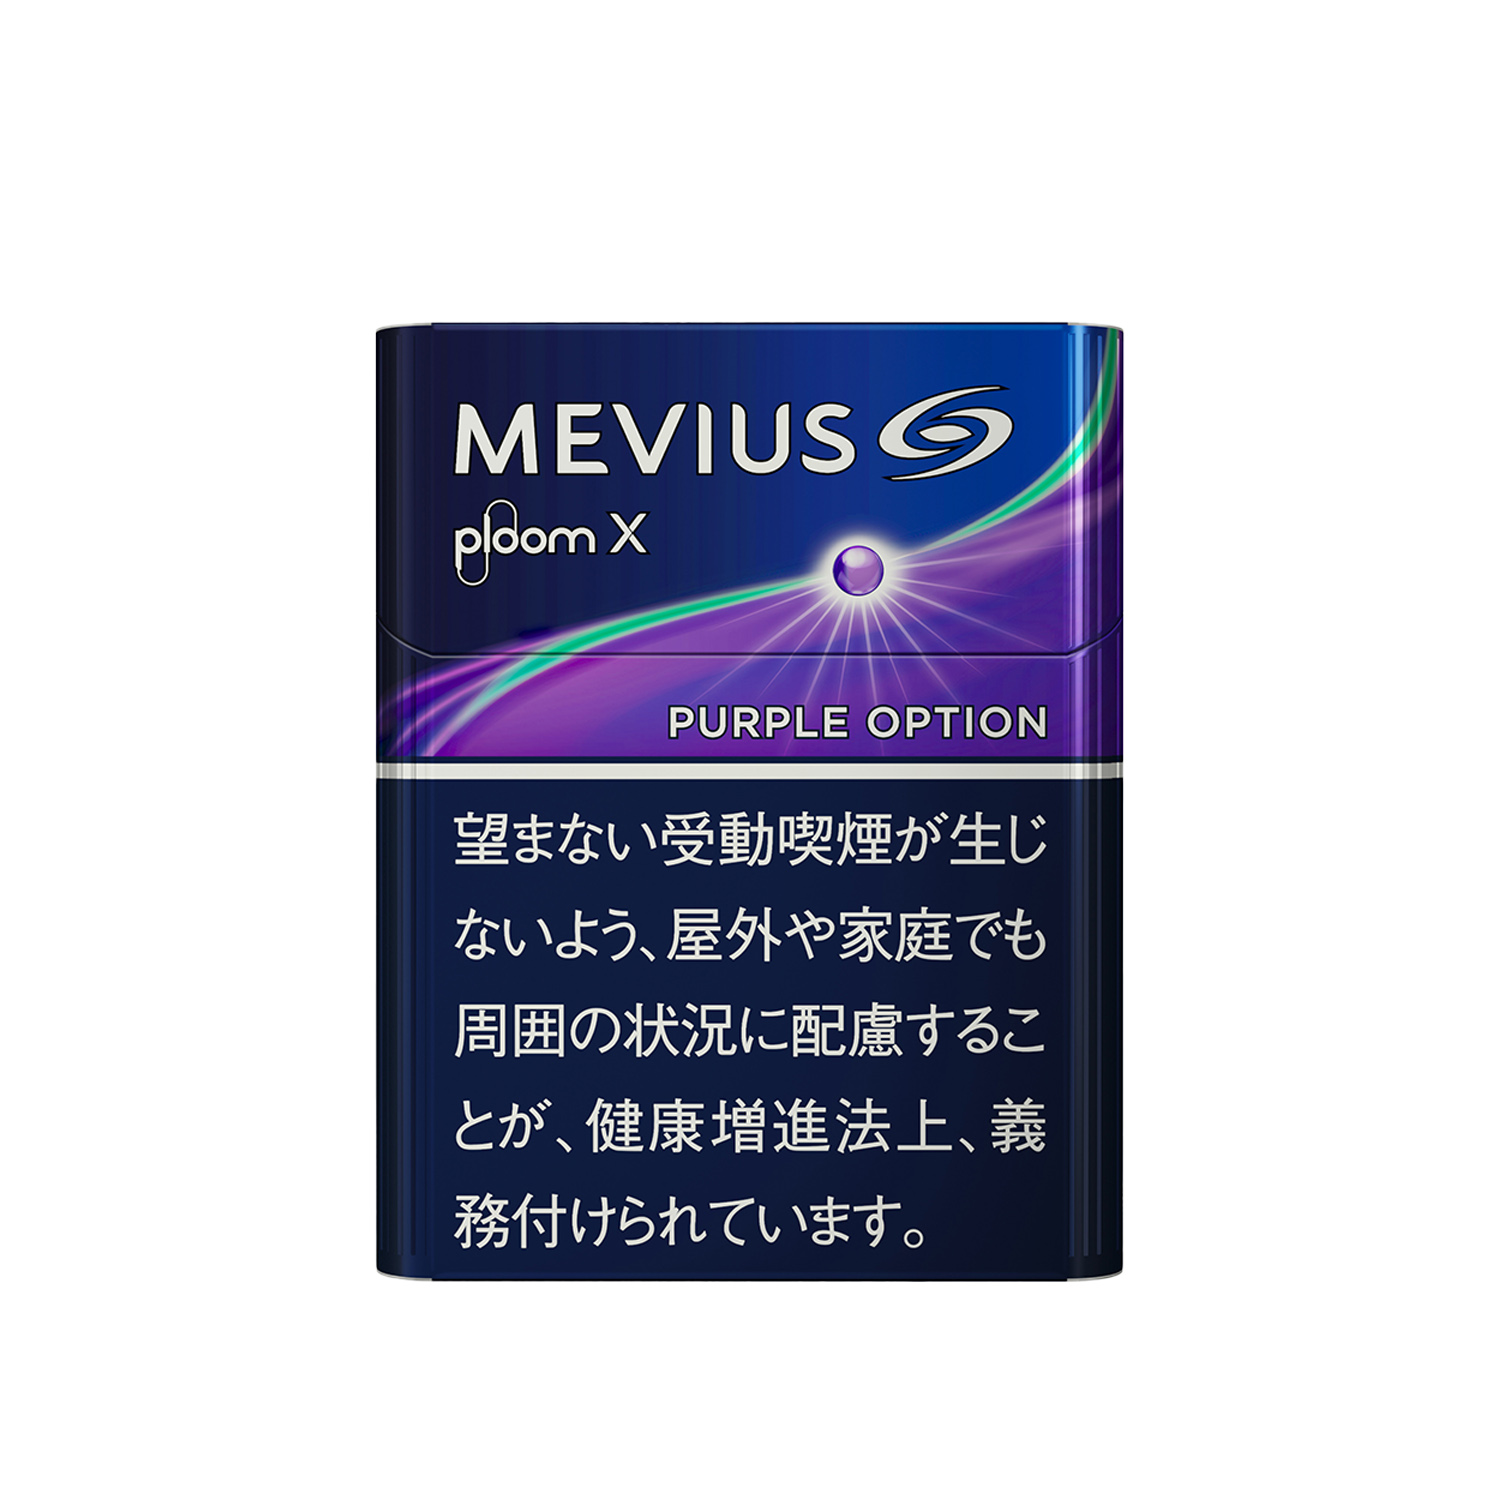 MEVIUS
ploom X
PURPLE OPTION
望まない受動喫煙が生じ
ないよう、屋外や家庭でも
周囲の状況に配慮するこ
とが、健康増進法上、義
務付けられています。